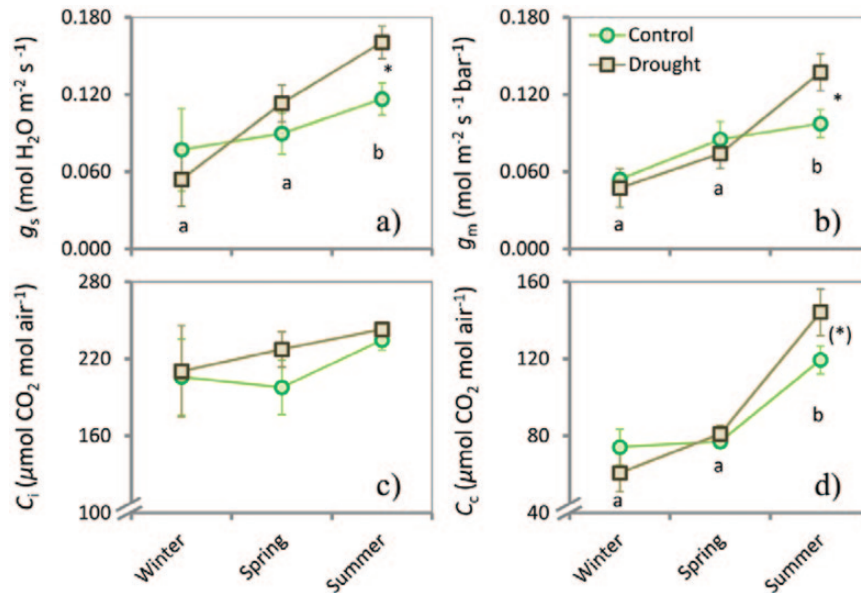 0.180
0.120
0.060
0.000
gs (mol H2O m-2 s-1)
*
a
a
b
a)
0.180
0.120
0.060
0.000
gm (mol m-2 s-1 bar-1)
Control
Drought
*
a
a
b
b)
280
220
160
100
Ci (μmol CO2 mol air-1)
c)
Winter
Spring
Summer
160
120
80
40
Cc (μmol CO2 mol air-1)
(*)
a
a
b
d)
Winter
Spring
Summer